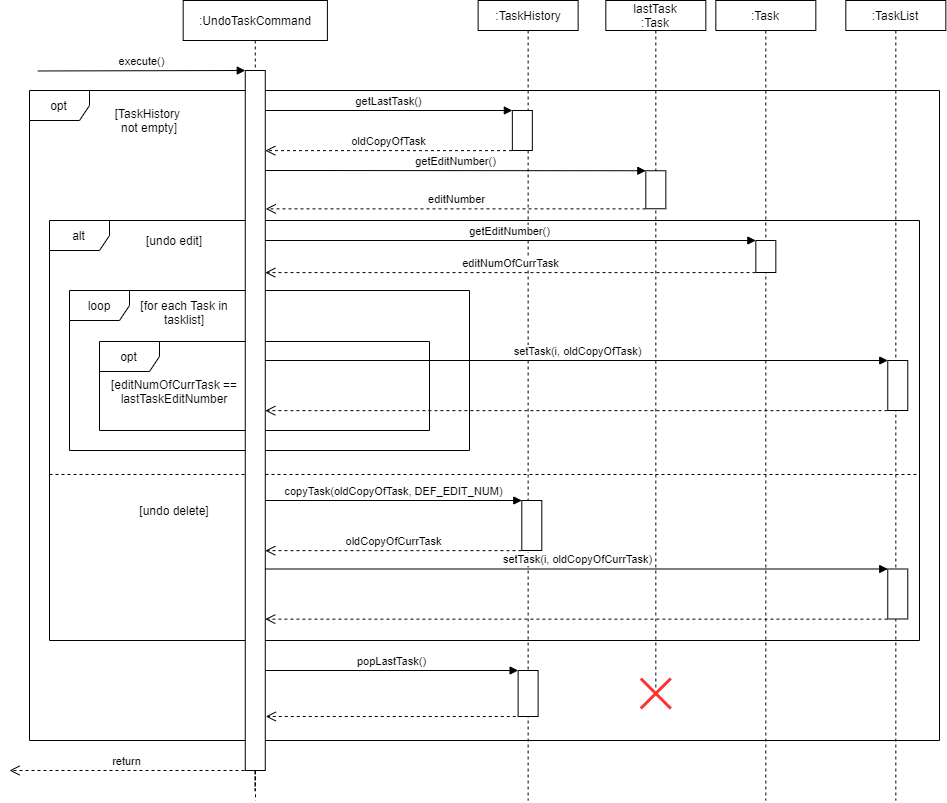 :UndoTaskCommand
:TaskHistory
lastTask
:Task
:Task
:TaskList
execute()
opt
[TaskHistory
not empty]
getLastTask()
oldCopyOfTask
getEditNumber()
editNumber
alt
[undo edit]
getEditNumber()
editNumOfCurrTask
loop
[for each Task in
tasklist]
opt
[editNumOfCurrTask ==
lastTaskEditNumber
setTask(i, oldCopyOfTask)
[undo delete]
copyTask(oldCopyOfTask, DEF_EDIT_NUM)
oldCopyOfCurrTask
setTask(i, oldCopyOfCurrTask)
popLastTask()
return